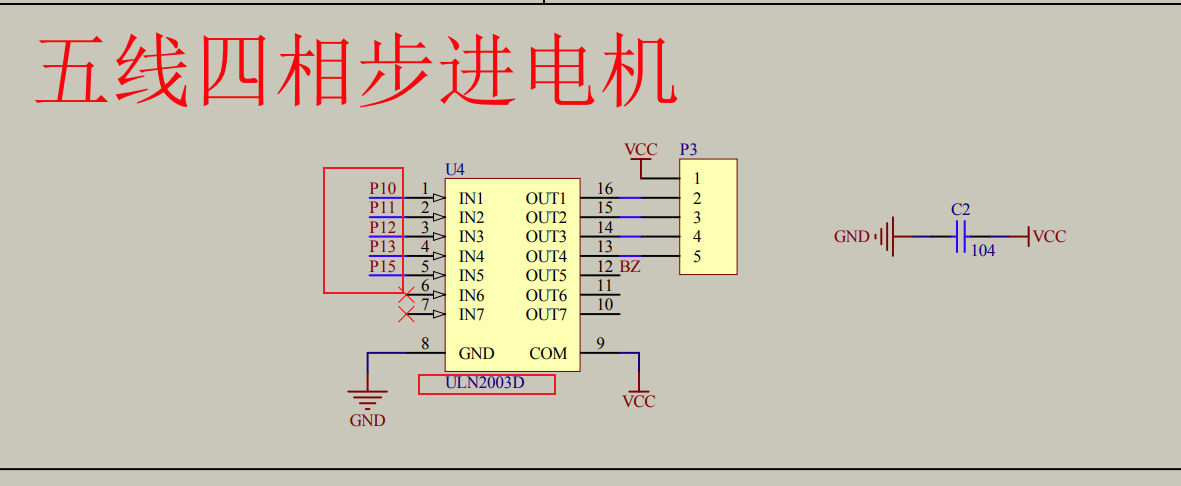 五线四相步进电机
VCC P3
U4
P10 1 IN1 OUT1 16 1
P11 2 IN2 OUT2 15 2
P12 3 IN3 OUT3 14 3
P13 4 IN4 OUT4 13 4
P15 5 IN5 OUT5 12 BZ 5
6 IN6 OUT6 11
7 IN7 OUT7 10
8 GND COM 9
ULN2003D
GND
VCC
C2
GND VCC
104